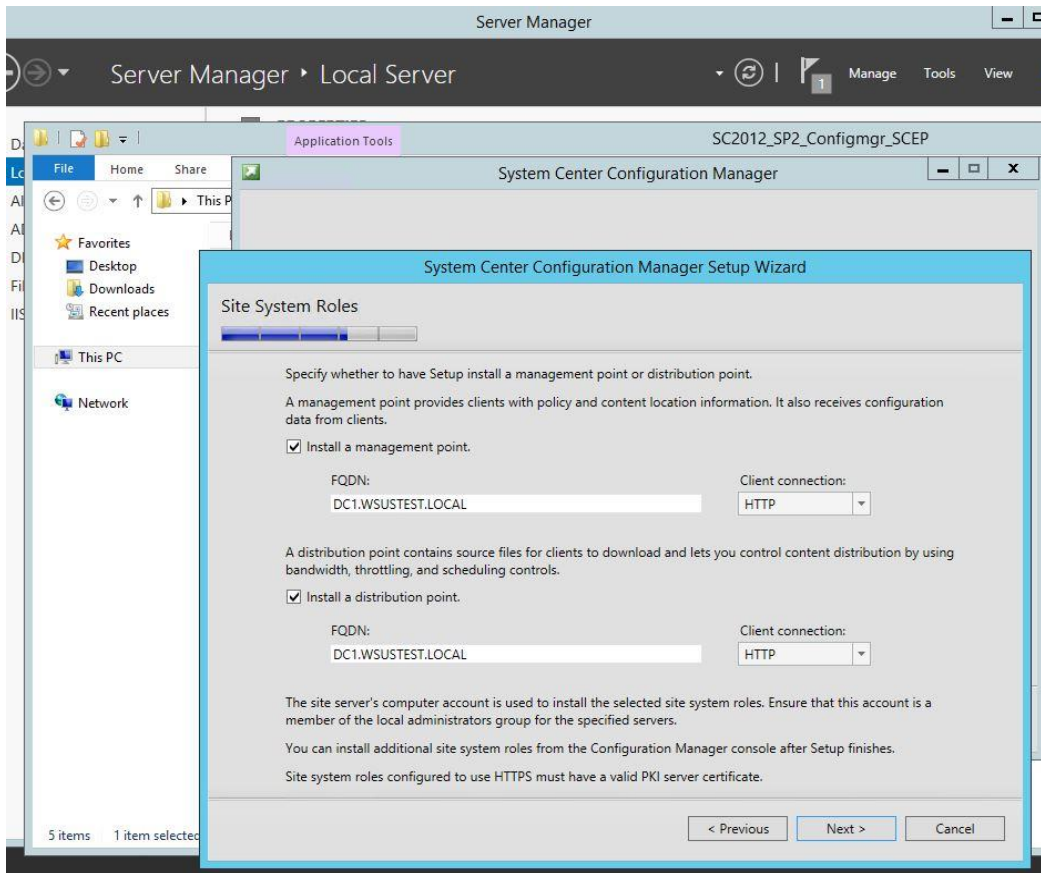 Server Manager
Server Manager ‣ Local Server
1
Manage Tools View
Application Tools
SC2012_SP2_Configmgr_SCEP
File Home Share
System Center Configuration Manager
This P
Favorites
Desktop
Downloads
Recent places
This PC
Network
5 items 1 item selected
System Center Configuration Manager Setup Wizard
Site System Roles
Specify whether to have Setup install a management point or distribution point.
A management point provides clients with policy and content location information. It also receives configuration
data from clients.
Install a management point.
FQDN: Client connection:
DC1.WSUSTEST.LOCAL HTTP
A distribution point contains source files for clients to download and lets you control content distribution by using
bandwidth, throttling, and scheduling controls.
Install a distribution point.
FQDN: Client connection:
DC1.WSUSTEST.LOCAL HTTP
The site server's computer account is used to install the selected site system roles. Ensure that this account is a
member of the local administrators group for the specified servers.
You can install additional site system roles from the Configuration Manager console after Setup finishes.
Site system roles configured to use HTTPS must have a valid PKI server certificate.
< Previous Next > Cancel